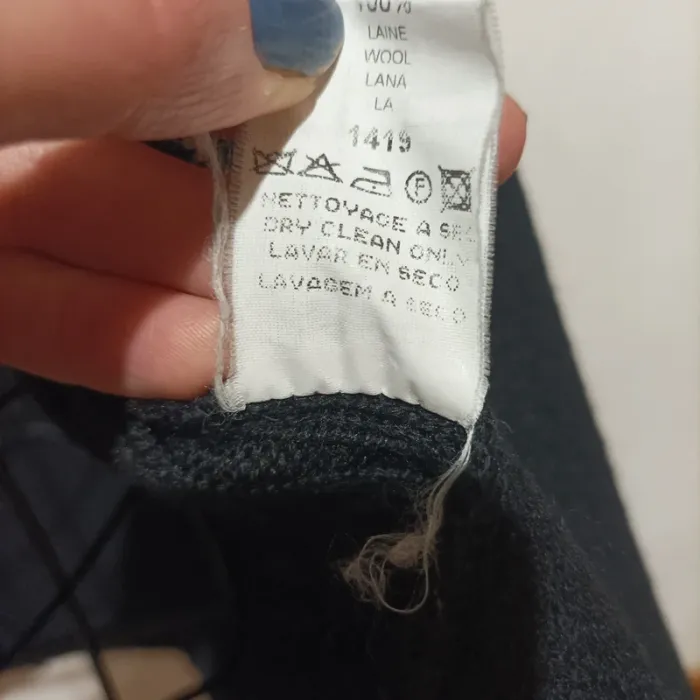 100%
LAINE
WOOL
LANA
LA
1419
F
NETTOYAGE A SEC
DRY CLEAN ONLY
LAVAR EN SECO
LAVAGEM A SECO